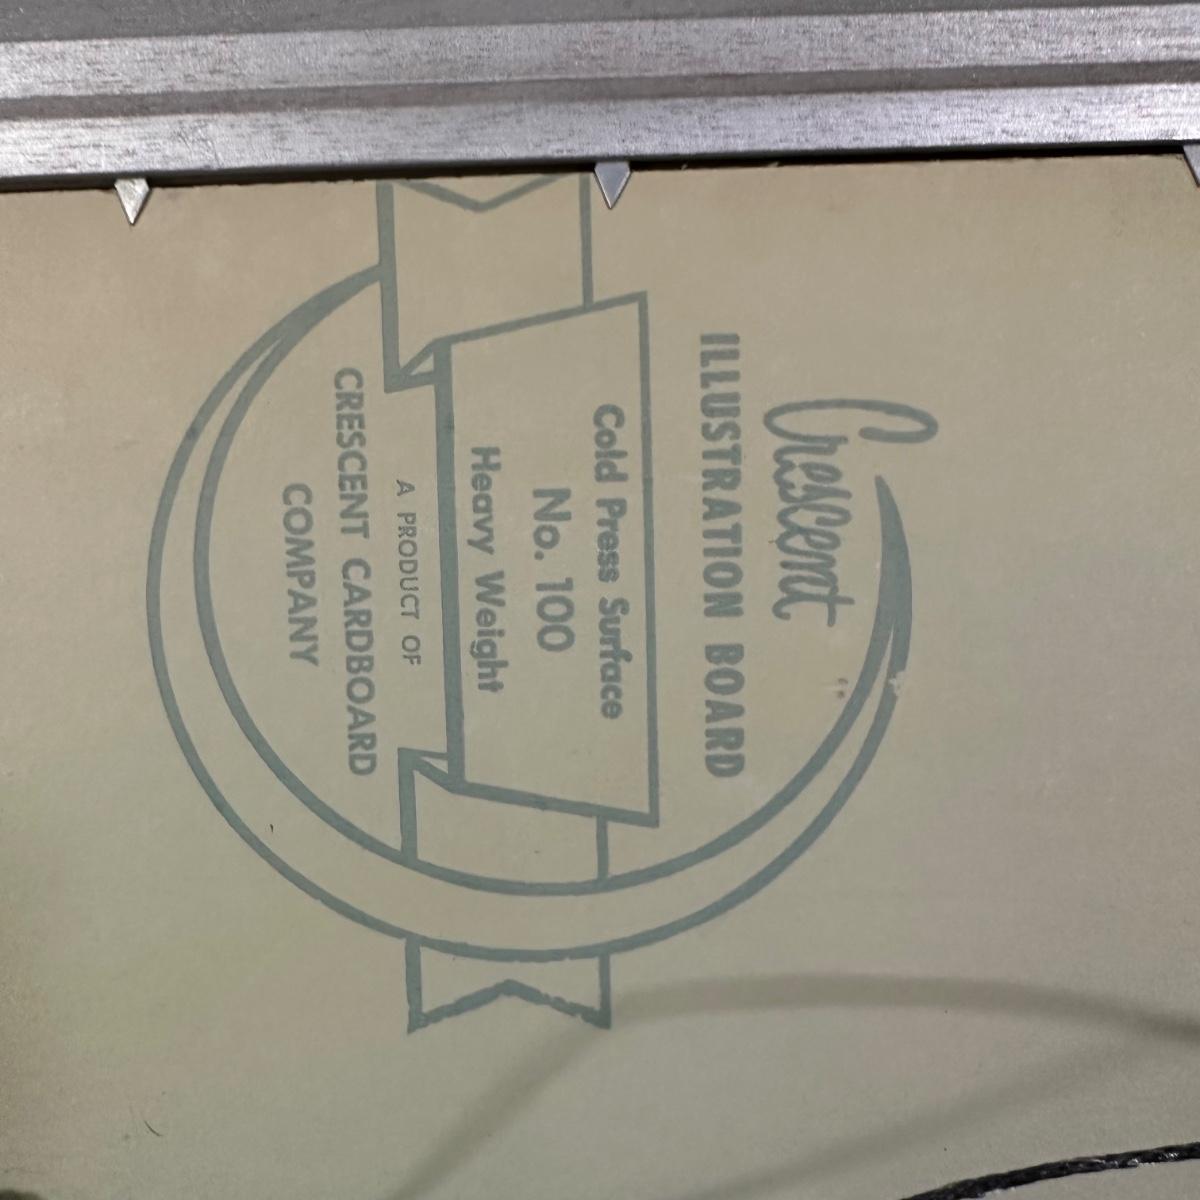 Crescent
ILLUSTRATION BOARD
Cold Press Surface
No. 100
Heavy Weight
A PRODUCT OF
CRESCENT CARDBOARD
COMPANY